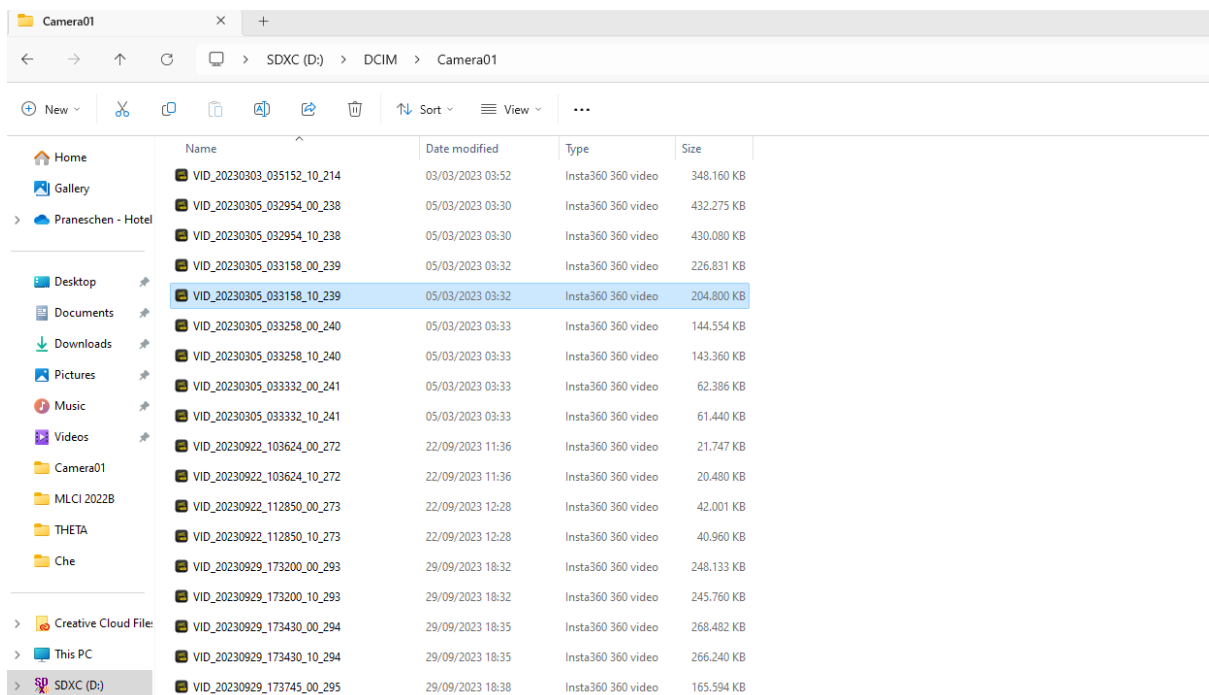 Camera01
SDXC (D:) > DCIM > Camera01
New Sort View
Home
Gallery
Praneschen - Hotel
Desktop
Documents
Downloads
Pictures
Music
Videos
Camera01
MLCI 2022B
THETA
Che
Creative Cloud File
This PC
SDXC (D:)
Name Date modified Type Size
VID_20230303_035152_10_214 03/03/2023 03:52 Insta360 360 video 348.160 KB
VID_20230305_032954_00_238 05/03/2023 03:30 Insta360 360 video 432.275 KB
VID_20230305_032954_10_238 05/03/2023 03:30 Insta360 360 video 430.080 KB
VID_20230305_033158_00_239 05/03/2023 03:32 Insta360 360 video 226.831 KB
VID_20230305_033158_10_239 05/03/2023 03:32 Insta360 360 video 204.800 KB
VID_20230305_033258_00_240 05/03/2023 03:33 Insta360 360 video 144.554 KB
VID_20230305_033258_10_240 05/03/2023 03:33 Insta360 360 video 143.360 KB
VID_20230305_033332_00_241 05/03/2023 03:33 Insta360 360 video 62.386 KB
VID_20230305_033332_10_241 05/03/2023 03:33 Insta360 360 video 61.440 KB
VID_20230922_103624_00_272 22/09/2023 11:36 Insta360 360 video 21.747 KB
VID_20230922_103624_10_272 22/09/2023 11:36 Insta360 360 video 20.480 KB
VID_20230922_112850_00_273 22/09/2023 12:28 Insta360 360 video 42.001 KB
VID_20230922_112850_10_273 22/09/2023 12:28 Insta360 360 video 40.960 KB
VID_20230929_173200_00_293 29/09/2023 18:32 Insta360 360 video 248.133 KB
VID_20230929_173200_10_293 29/09/2023 18:32 Insta360 360 video 245.760 KB
VID_20230929_173430_00_294 29/09/2023 18:35 Insta360 360 video 268.482 KB
VID_20230929_173430_10_294 29/09/2023 18:35 Insta360 360 video 266.240 KB
VID_20230929_173745_00_295 29/09/2023 18:38 Insta360 360 video 165.594 KB